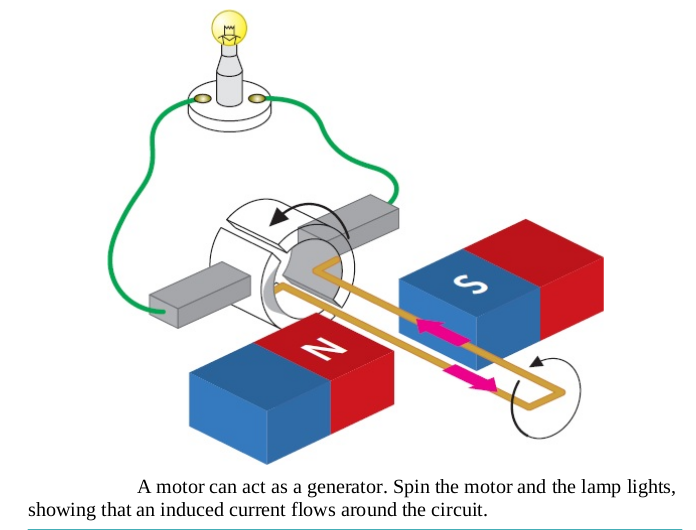 S
N
A motor can act as a generator. Spin the motor and the lamp lights,
showing that an induced current flows around the circuit.